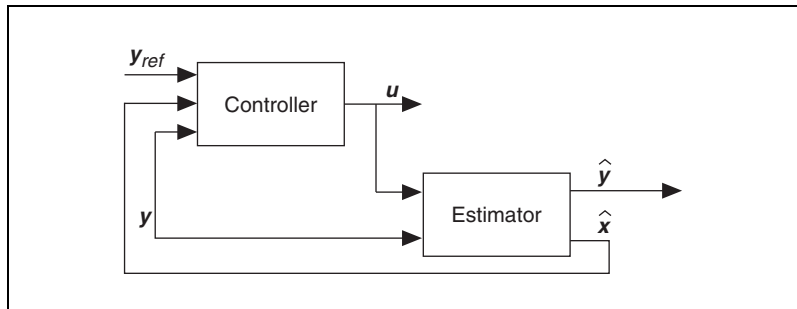 y_ref
Controller
u
y
Estimator
ŷ
x̂